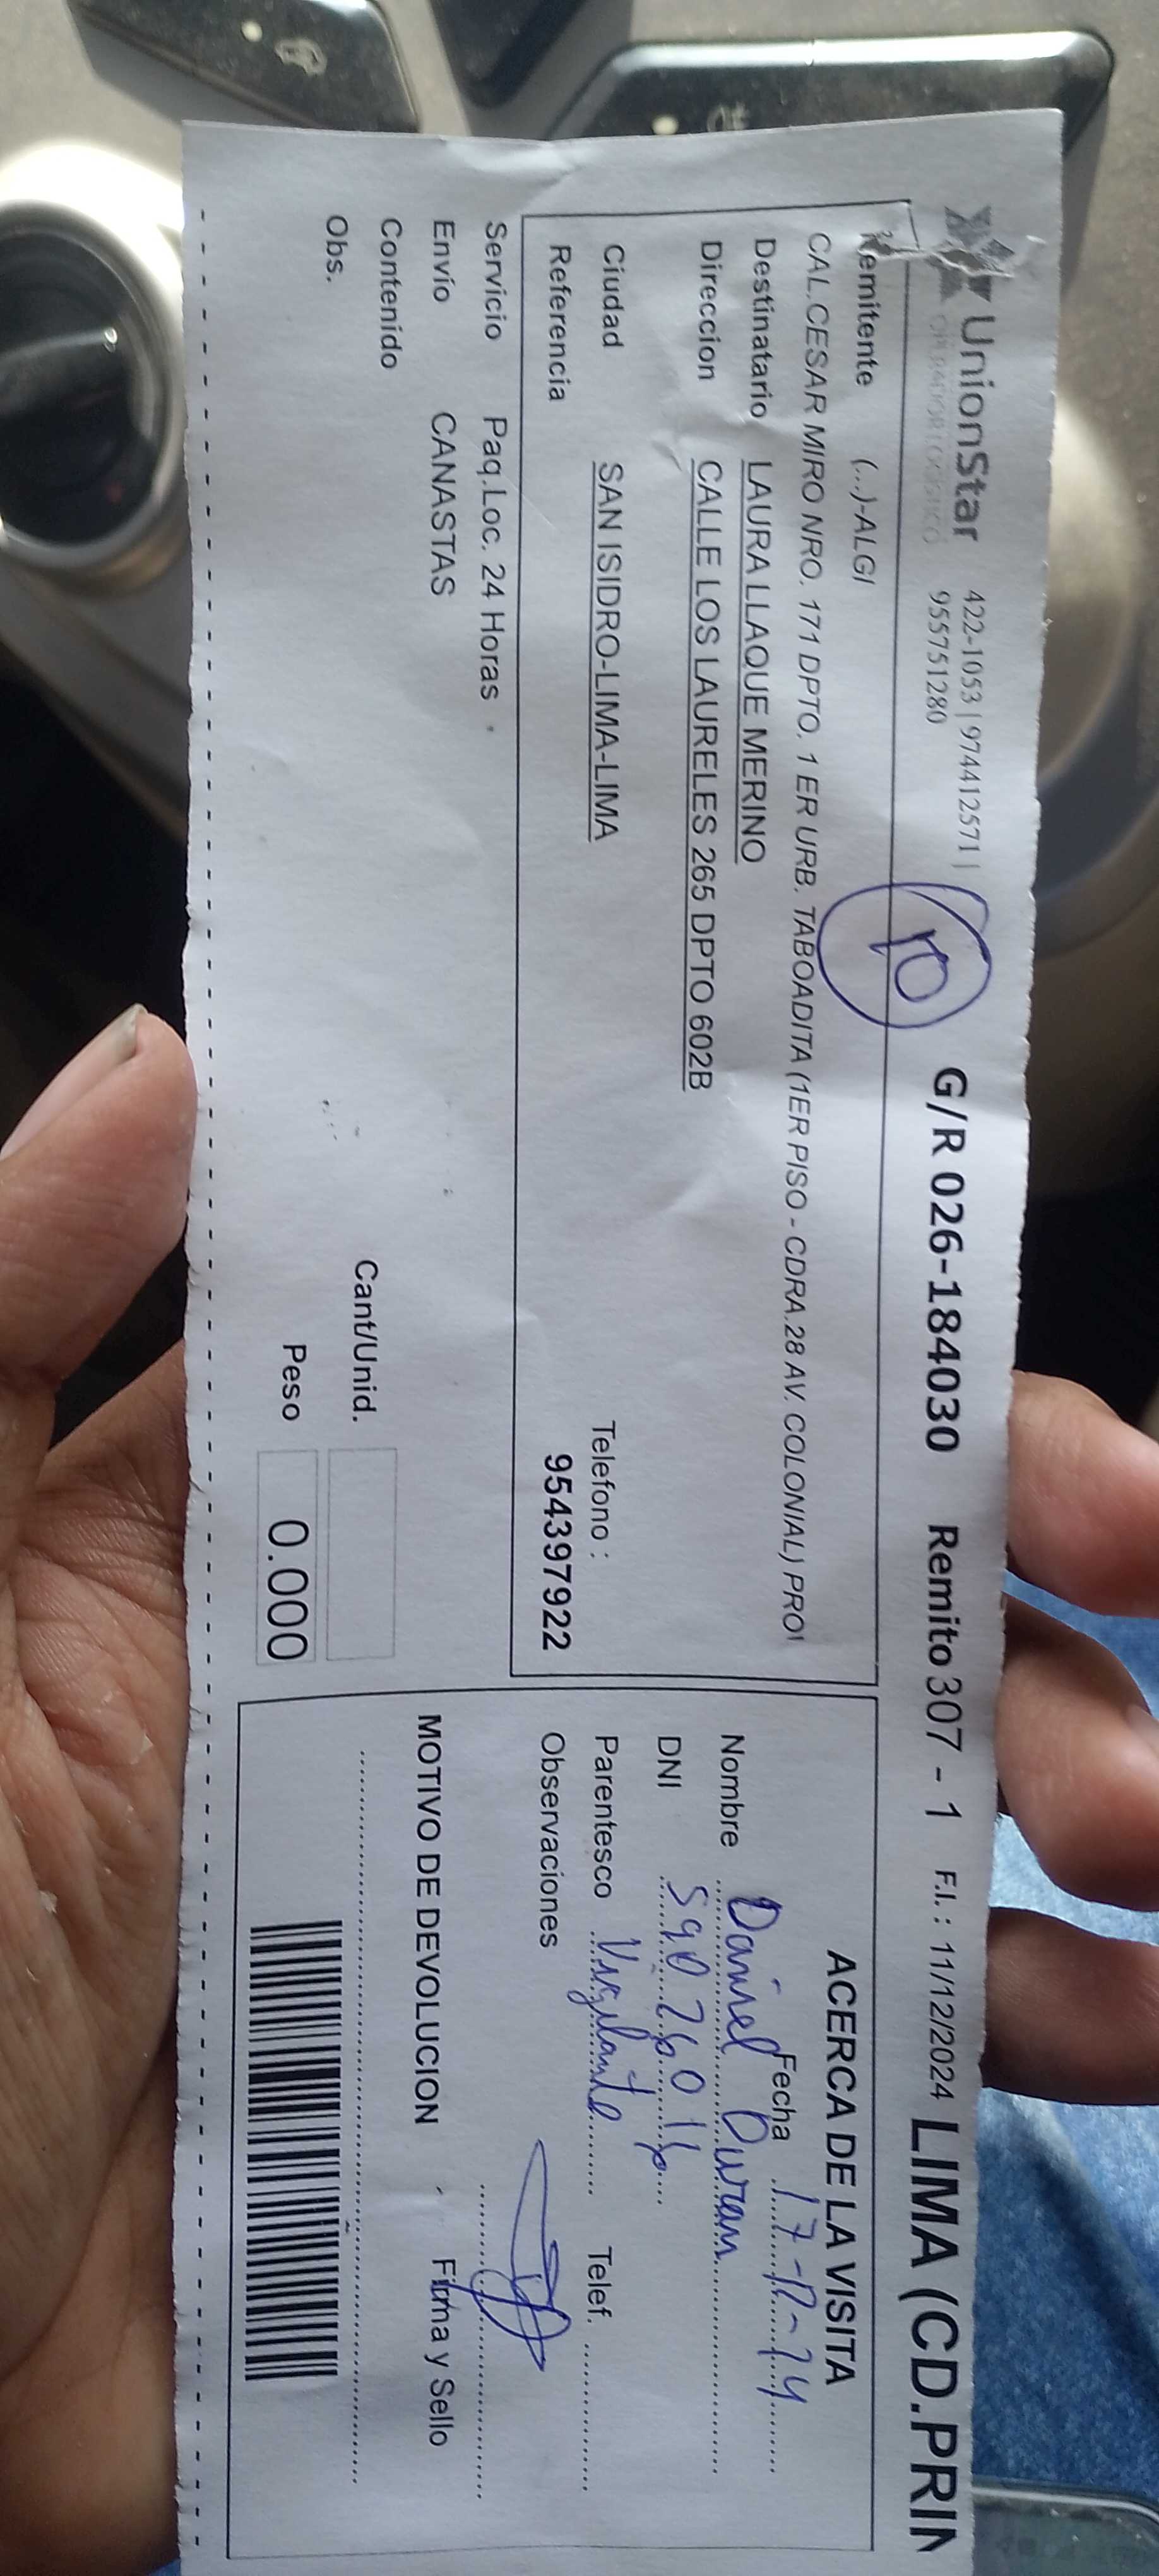 UnionStar 422-1053 | 974412571 |
OPERADOR LOGISTICO 955751280
10
G/R 026-184030 Remito 307 - 1 F.I. : 11/12/2024 LIMA (CD.PRIN
Remitente (...)-ALGI
CAL.CESAR MIRO NRO. 171 DPTO. 1 ER URB. TABOADITA (1ER PISO - CDRA.28 AV. COLONIAL) PRO
Destinatario LAURA LLAQUE MERINO
Direccion CALLE LOS LAURELES 265 DPTO 602B
Ciudad SAN ISIDRO-LIMA-LIMA
Telefono :
Referencia 954397922
Servicio Paq.Loc. 24 Horas
Envio CANASTAS
Contenido
Obs.
Cant/Unid.
Peso 0.000
ACERCA DE LA VISITA
Fecha 17-12-24
Nombre Daniel Duran
DNI
Parentesco Vigilante Telef.
Observaciones
MOTIVO DE DEVOLUCION Firma y Sello